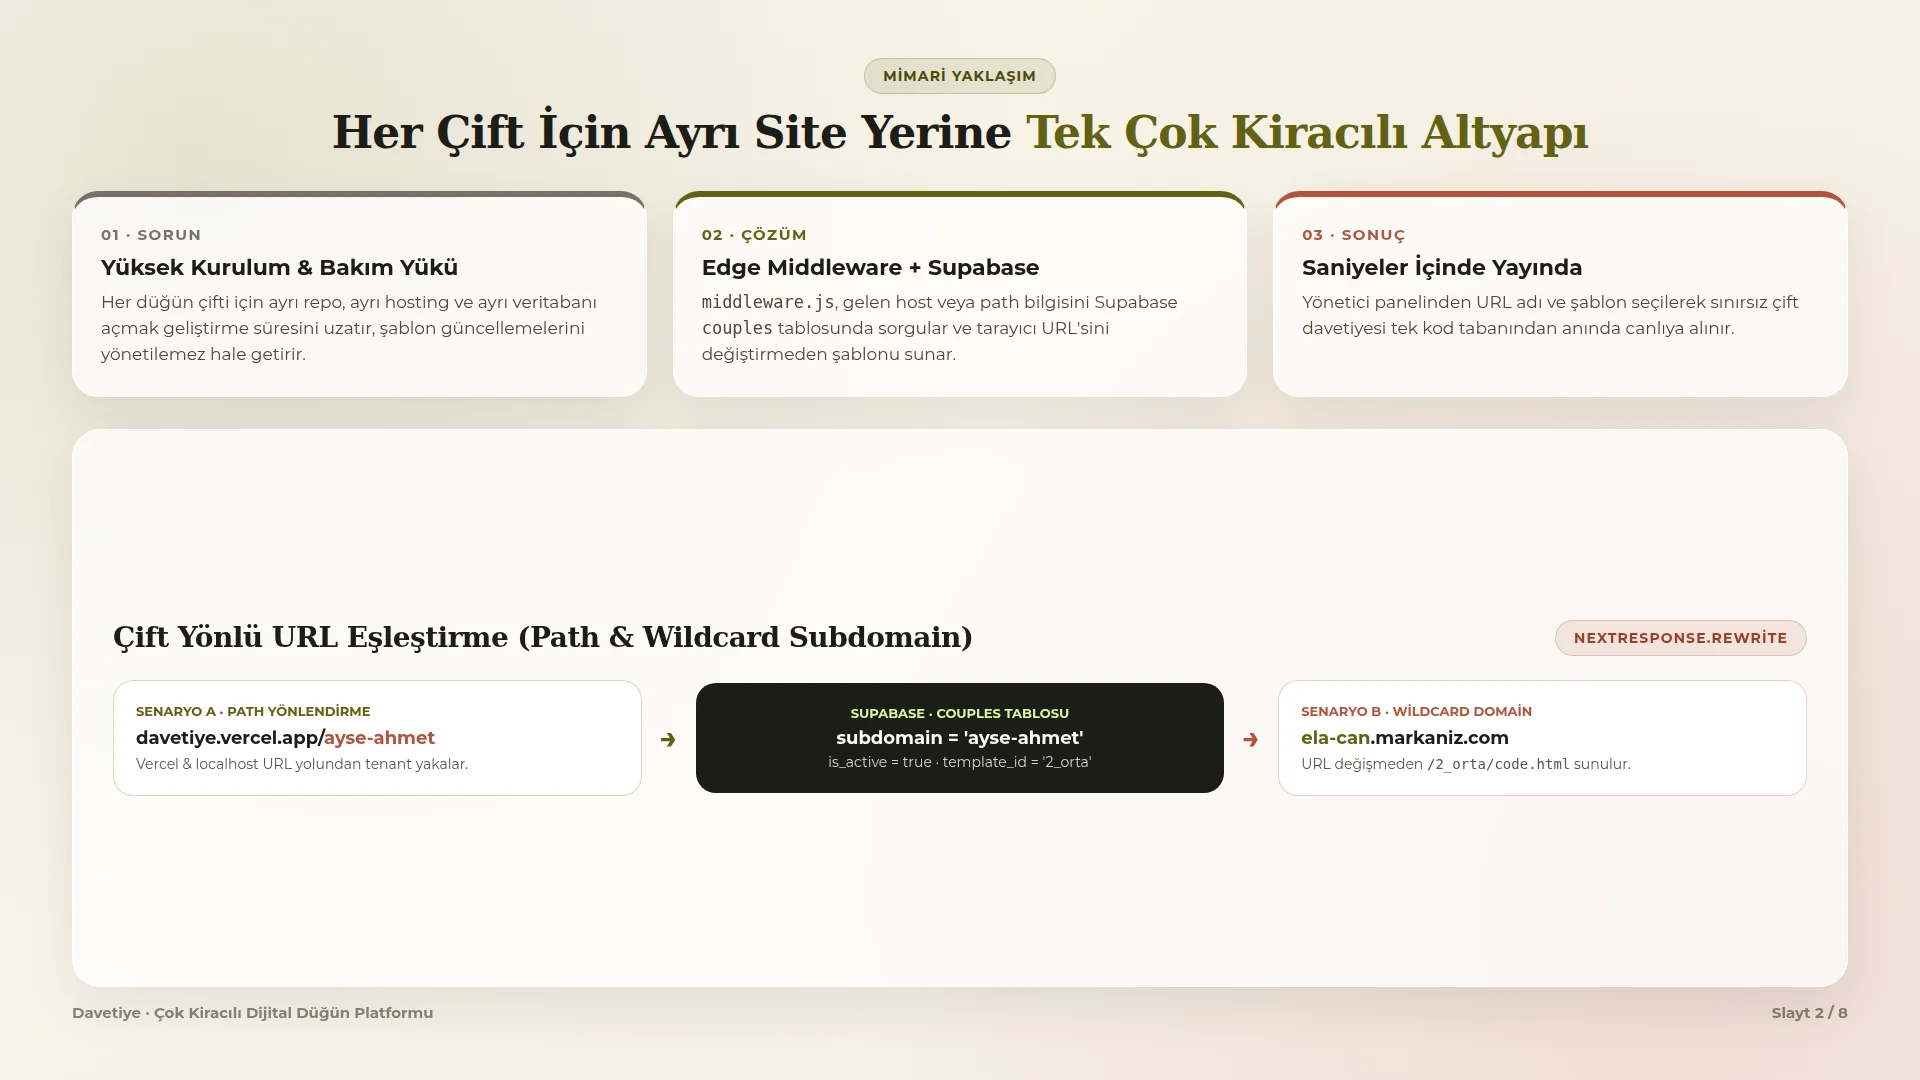 MİMARİ YAKLAŞIM
Her Çift İçin Ayrı Site Yerine Tek Çok Kiracılı Altyapı
01 · SORUN
Yüksek Kurulum & Bakım Yükü
Her düğün çifti için ayrı repo, ayrı hosting ve ayrı veritabanı
açmak geliştirme süresini uzatır, şablon güncellemelerini
yönetilemez hale getirir.
02 · ÇÖZÜM
Edge Middleware + Supabase
middleware.js, gelen host veya path bilgisini Supabase
couples tablosunda sorgular ve tarayıcı URL'sini
değiştirmeden şablonu sunar.
03 · SONUÇ
Saniyeler İçinde Yayında
Yönetici panelinden URL adı ve şablon seçilerek sınırsız çift
davetiyesi tek kod tabanından anında canlıya alınır.
Çift Yönlü URL Eşleştirme (Path & Wildcard Subdomain)
NEXTRESPONSE.REWRİTE
SENARYO A · PATH YÖNLENDİRME
davetiye.vercel.app/ayse-ahmet
Vercel & localhost URL yolundan tenant yakalar.
➔
SUPABASE · COUPLES TABLOSU
subdomain = 'ayse-ahmet'
is_active = true · template_id = '2_orta'
➔
SENARYO B · WİLDCARD DOMAİN
ela-can.markaniz.com
URL değişmeden /2_orta/code.html sunulur.
Davetiye · Çok Kiracılı Dijital Düğün Platformu
Slayt 2 / 8